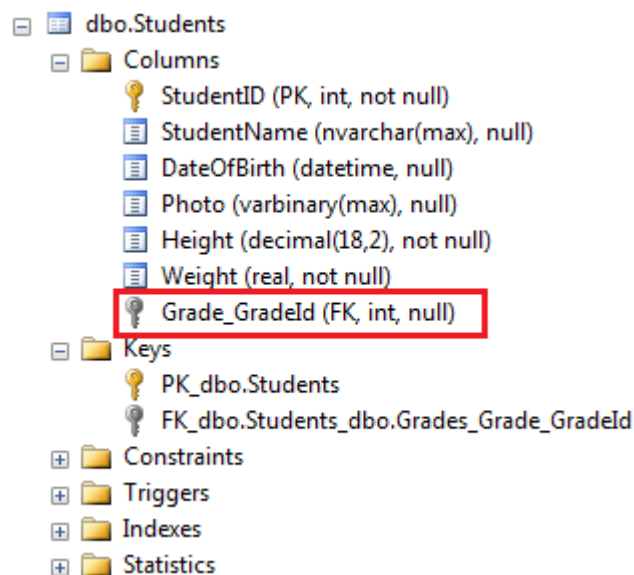 dbo.Students
Columns
StudentID (PK, int, not null)
StudentName (nvarchar(max), null)
DateOfBirth (datetime, null)
Photo (varbinary(max), null)
Height (decimal(18,2), not null)
Weight (real, not null)
Grade_GradeId (FK, int, null)
Keys
PK_dbo.Students
FK_dbo.Students_dbo.Grades_Grade_GradeId
Constraints
Triggers
Indexes
Statistics